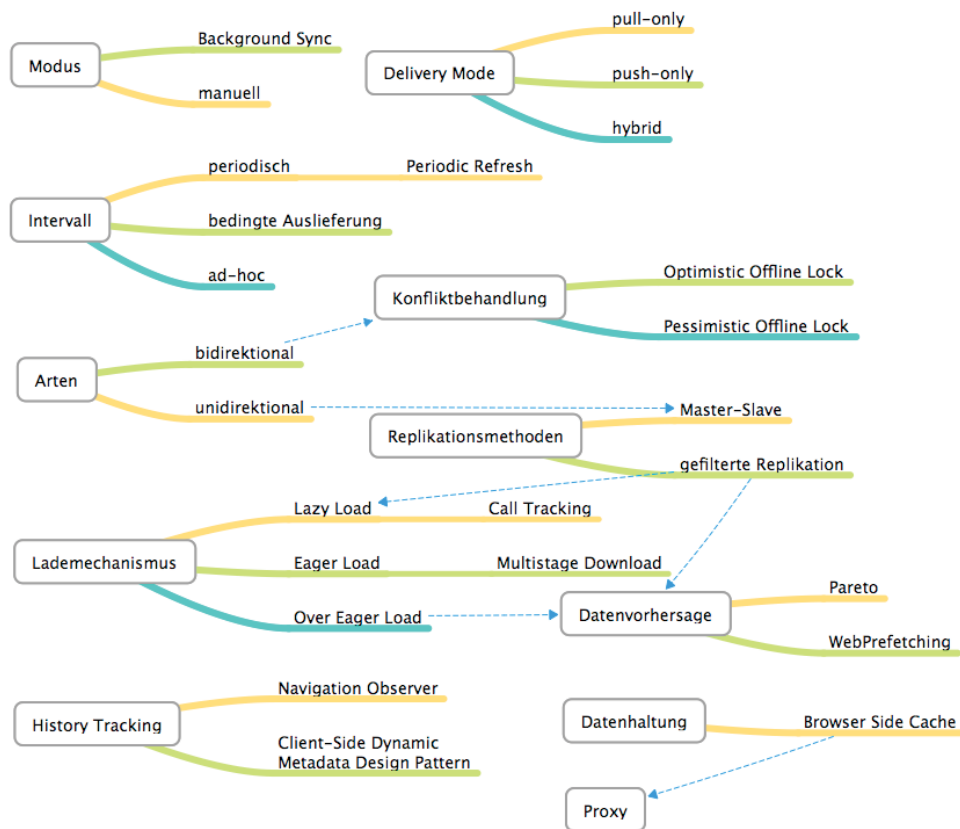 Modus
Background Sync
manuell
Delivery Mode
pull-only
push-only
hybrid
Intervall
periodisch
Periodic Refresh
bedingte Auslieferung
ad-hoc
Konfliktbehandlung
Optimistic Offline Lock
Pessimistic Offline Lock
Arten
bidirektional
unidirektional
Replikationsmethoden
Master-Slave
gefilterte Replikation
Lademechanismus
Lazy Load
Call Tracking
Eager Load
Multistage Download
Over Eager Load
Datenvorhersage
Pareto
WebPrefetching
History Tracking
Navigation Observer
Client-Side Dynamic
Metadata Design Pattern
Datenhaltung
Browser Side Cache
Proxy